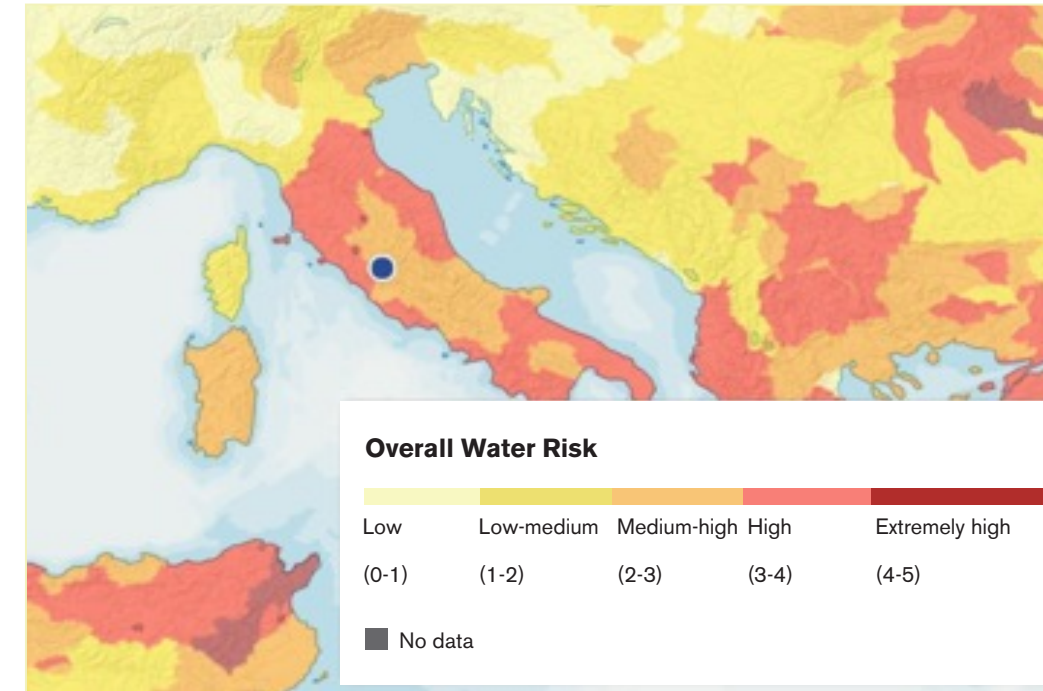 Overall Water Risk
Low Low-medium Medium-high High Extremely high
(0-1) (1-2) (2-3) (3-4) (4-5)
No data